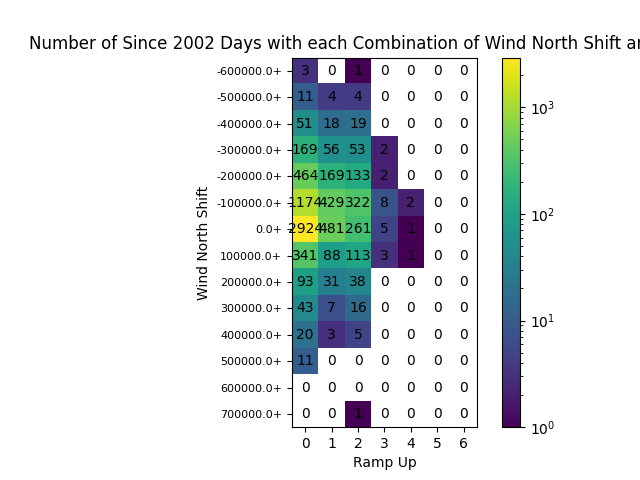 Number of Since 2002 Days with each Combination of Wind North Shift
Wind North Shift
-600000.0+ 3 0 1 0 0 0 0
-500000.0+ 11 4 4 0 0 0 0
-400000.0+ 51 18 19 0 0 0 0
-300000.0+ 169 56 53 2 0 0 0
-200000.0+ 464 169 133 2 0 0 0
-100000.0+ 1174 429 322 8 2 0 0
0.0+ 2924 481 261 5 1 0 0
100000.0+ 341 88 113 3 1 0 0
200000.0+ 93 31 38 0 0 0 0
300000.0+ 43 7 16 0 0 0 0
400000.0+ 20 3 5 0 0 0 0
500000.0+ 11 0 0 0 0 0 0
600000.0+ 0 0 0 0 0 0 0
700000.0+ 0 0 1 0 0 0 0
0 1 2 3 4 5 6
Ramp Up
10³
10²
10¹
10⁰